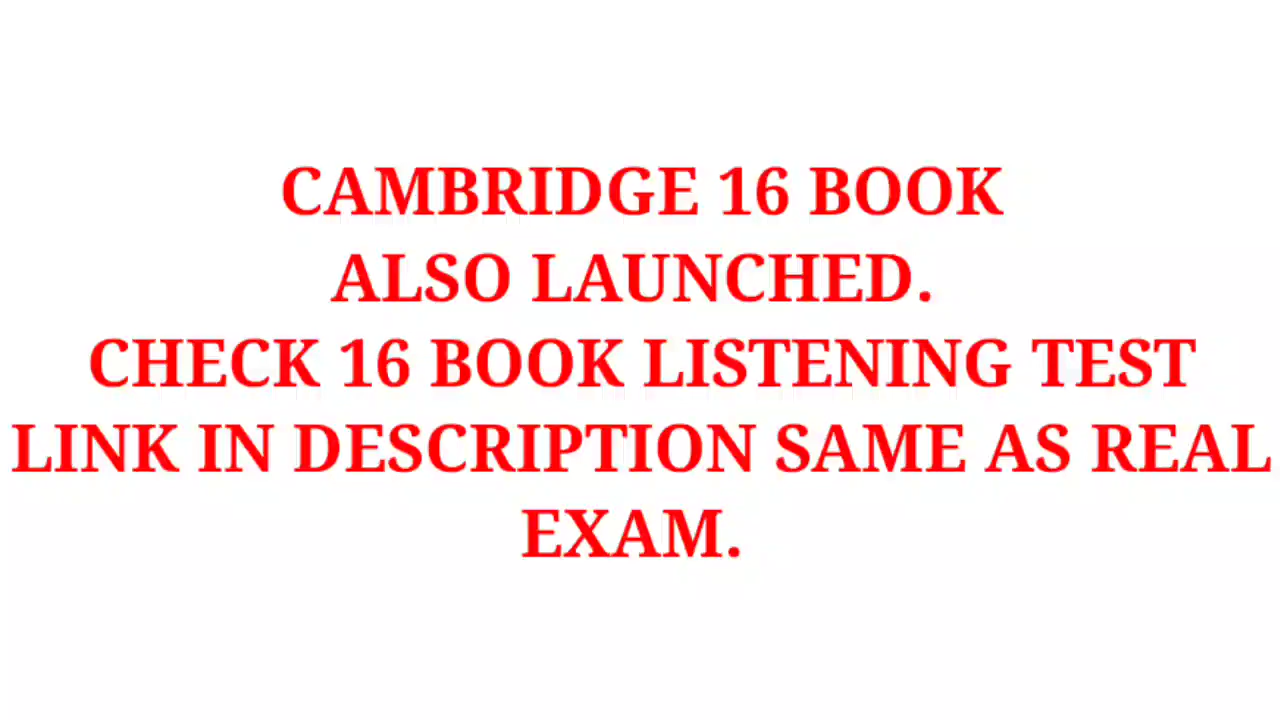 CAMBRIDGE 16 BOOK
ALSO LAUNCHED.
CHECK 16 BOOK LISTENING TEST
LINK IN DESCRIPTION SAME AS REAL
EXAM.